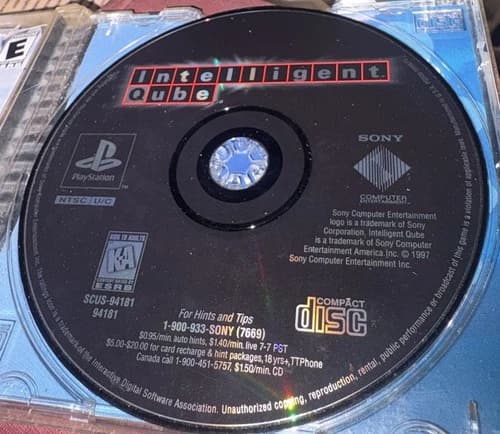 E
Intelligent
Qube
PlayStation
NTSC U/C
SONY
COMPUTER
ENTERTAINMENT
Sony Computer Entertainment
logo is a trademark of Sony
Corporation, Intelligent Qube
is a trademark of Sony Computer
Entertainment America Inc. © 1997
Sony Computer Entertainment Inc.
KIDS TO ADULTS
KA
CONTENT RATED BY
ESRB
SCUS-94181
94181
For Hints and Tips
1-900-933-SONY (7669)
$0.95/min. auto hints, $1.40/min. live 7-7 PST
$5.00-$20.00 for card recharge & hint packages, 18 yrs+, TTPhone
Canada call 1-900-451-5757, $1.50/min. CD
COMPACT
disc
Interactive Digital Software Association. Unauthorized copying, reproduction, rental, public performance or broadcast of this game is a violation of applicable